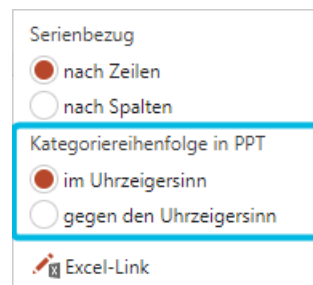 Serienbezug
nach Zeilen
nach Spalten
Kategoriereihenfolge in PPT
im Uhrzeigersinn
gegen den Uhrzeigersinn
Excel-Link